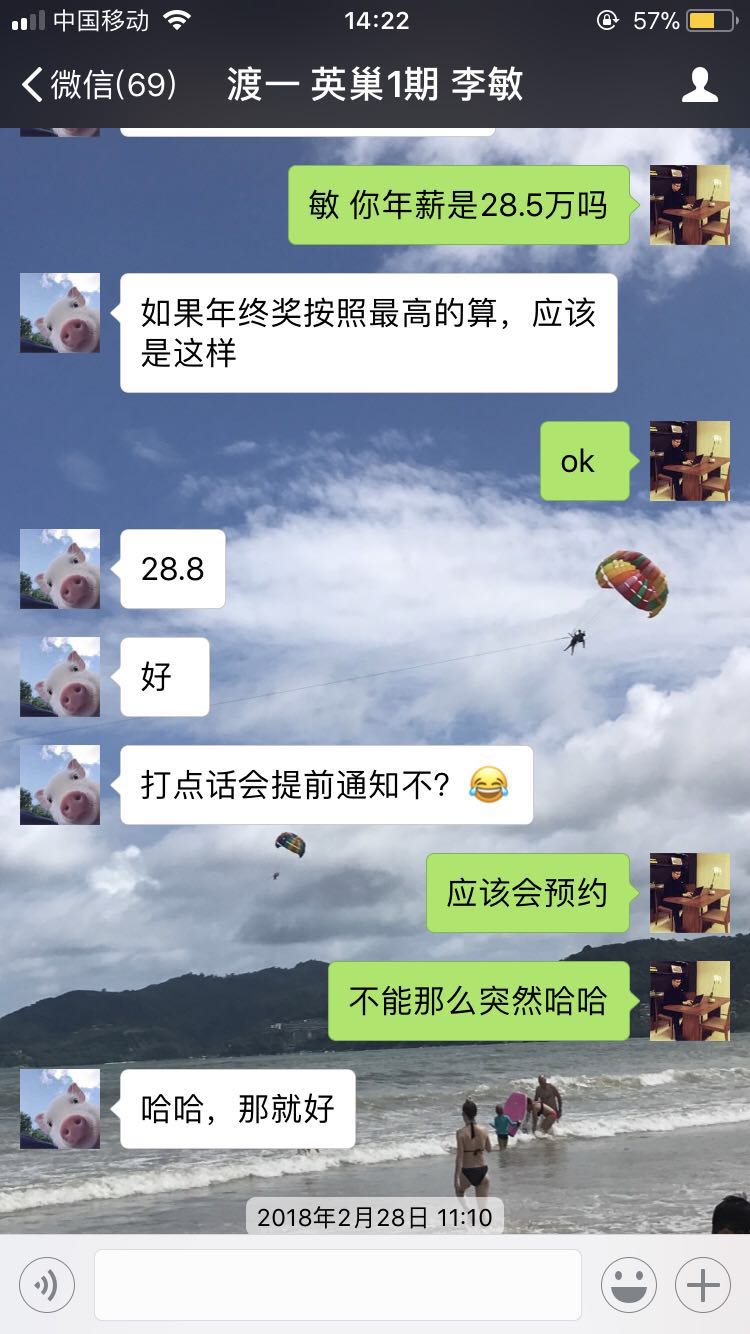 中国移动 14:22 57%
微信(69) 渡一 英巢1期 李敏
敏 你年薪是28.5万吗
如果年终奖按照最高的算，应该
是这样
ok
28.8
好
打点话会提前通知不？😂
应该会预约
不能那么突然哈哈
哈哈，那就好
2018年2月28日 11:10